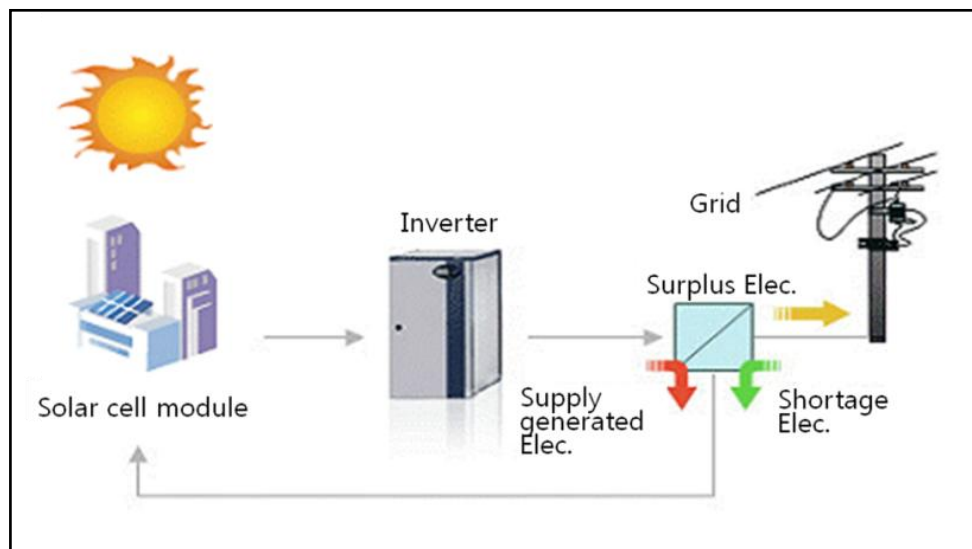 Grid
Inverter
Surplus Elec.
Solar cell module
Supply
generated
Elec.
Shortage
Elec.